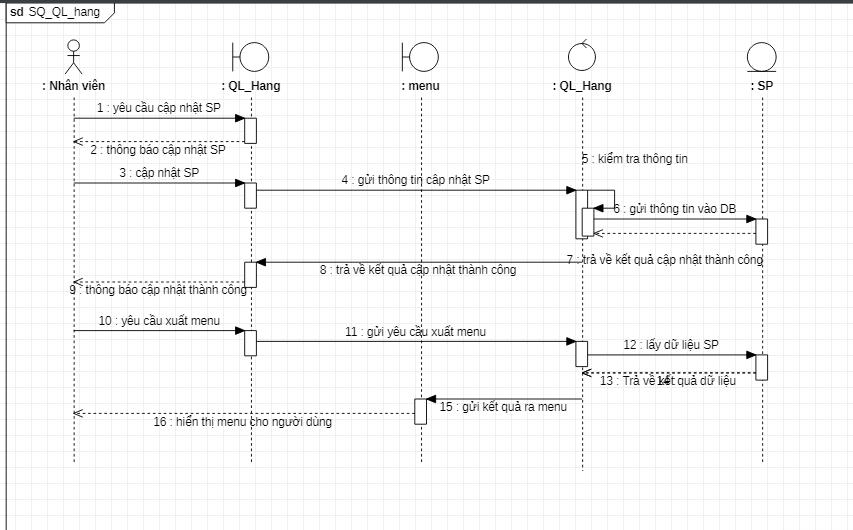 sd SQ_QL_hang
: Nhân viên
: QL_Hang
: menu
: QL_Hang
: SP
1 : yêu cầu cập nhật SP
2 : thông báo cập nhật SP
3 : cập nhật SP
4 : gửi thông tin câp nhật SP
5 : kiểm tra thông tin
6 : gửi thông tin vào DB
7 : trả về kết quả cập nhật thành công
8 : trả về kết quả cập nhật thành công
9 : thông báo cập nhật thành công
10 : yêu cầu xuất menu
11 : gửi yêu cầu xuất menu
12 : lấy dữ liệu SP
13 : Trả về kết quả dữ liệu
14
15 : gửi kết quả ra menu
16 : hiển thị menu cho người dùng